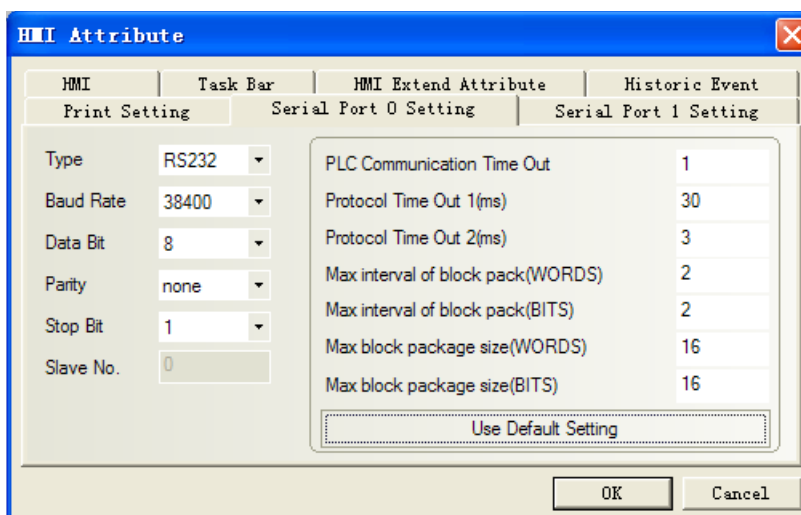 HMI Attribute
HMI Task Bar HMI Extend Attribute Historic Event
Print Setting Serial Port 0 Setting Serial Port 1 Setting
Type RS232
Baud Rate 38400
Data Bit 8
Parity none
Stop Bit 1
Slave No. 0
PLC Communication Time Out 1
Protocol Time Out 1(ms) 30
Protocol Time Out 2(ms) 3
Max interval of block pack(WORDS) 2
Max interval of block pack(BITS) 2
Max block package size(WORDS) 16
Max block package size(BITS) 16
Use Default Setting
OK Cancel